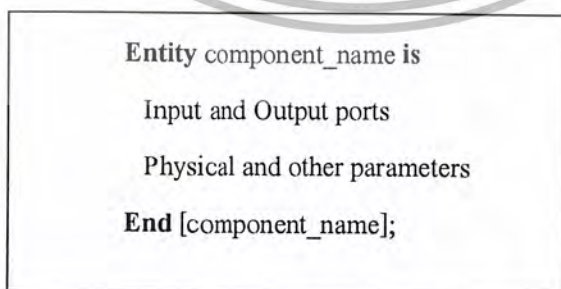 Entity component_name is
Input and Output ports
Physical and other parameters
End [component_name];